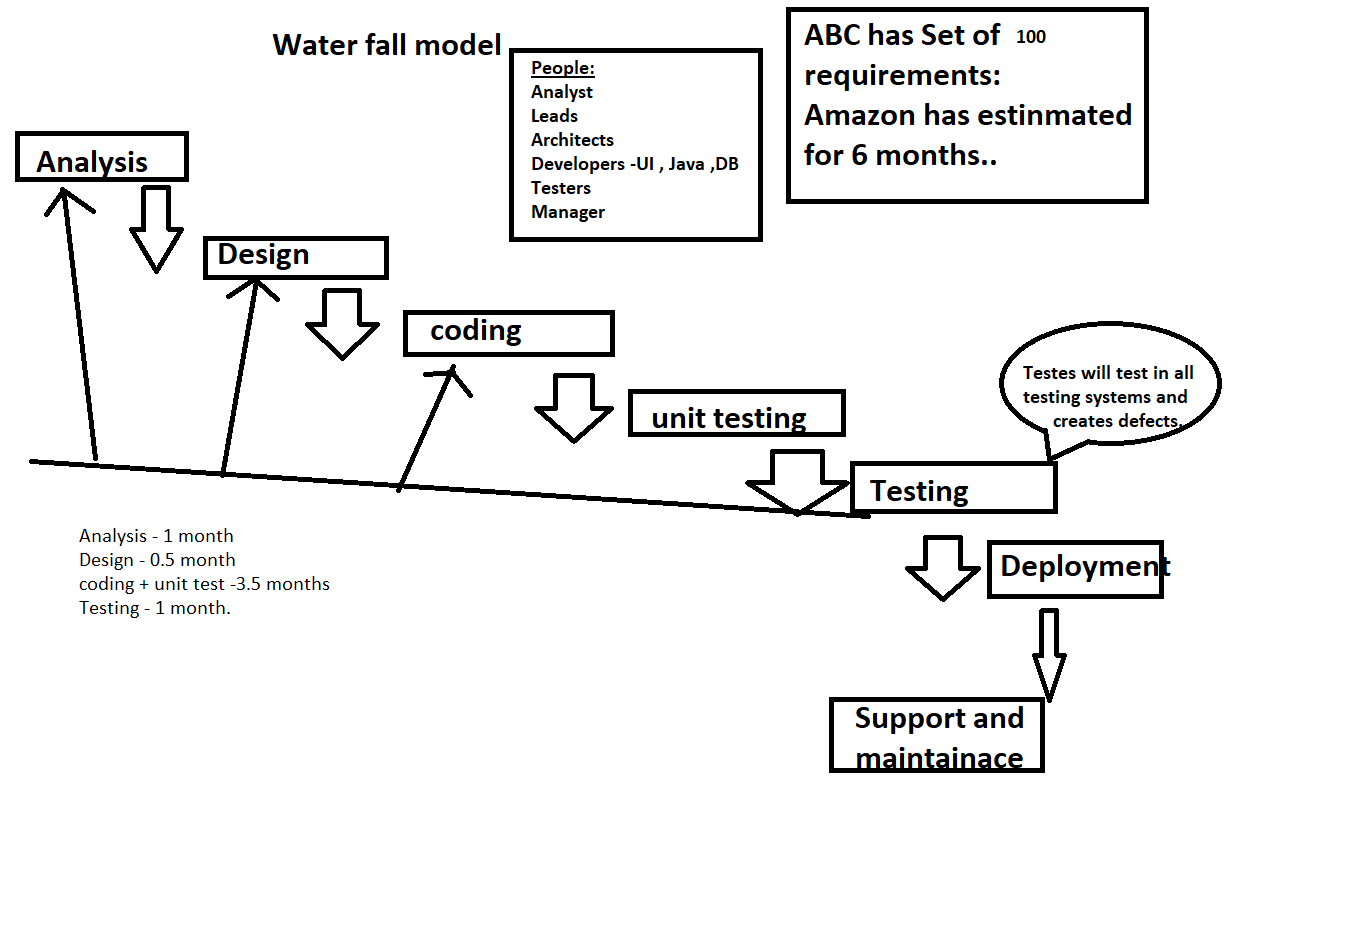 Water fall model
People:
Analyst
Leads
Architects
Developers -UI , Java ,DB
Testers
Manager
ABC has Set of 100
requirements:
Amazon has estinmated
for 6 months..
Analysis
Design
coding
unit testing
Testes will test in all
testing systems and
creates defects.
Testing
Deployment
Support and
maintainace
Analysis - 1 month
Design - 0.5 month
coding + unit test -3.5 months
Testing - 1 month.